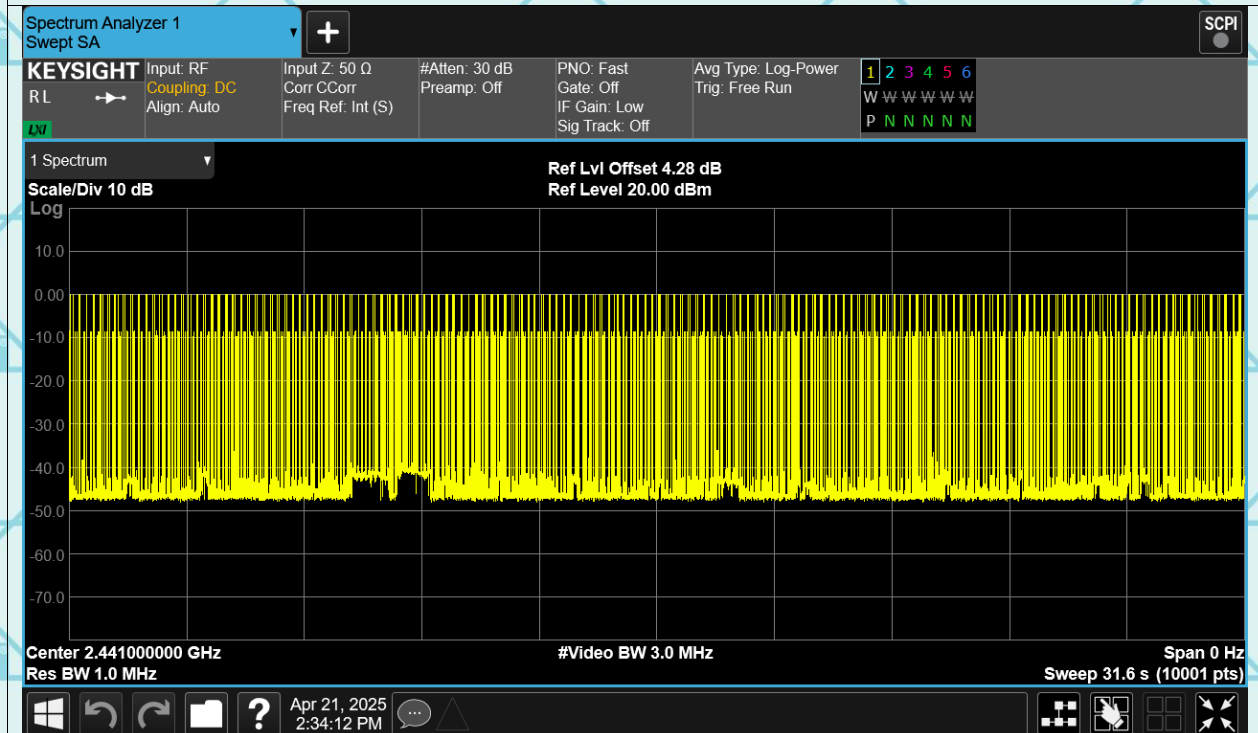 Spectrum Analyzer 1
Swept SA
+
SCPI
KEYSIGHT
RL
LXI
Input: RF
Coupling: DC
Align: Auto
Input Z: 50 Ω
Corr CCorr
Freq Ref: Int (S)
#Atten: 30 dB
Preamp: Off
PNO: Fast
Gate: Off
IF Gain: Low
Sig Track: Off
Avg Type: Log-Power
Trig: Free Run
1 2 3 4 5 6
W W W W W W
P N N N N N
1 Spectrum
Scale/Div 10 dB
Ref Lvl Offset 4.28 dB
Ref Level 20.00 dBm
Log
10.0
0.00
-10.0
-20.0
-30.0
-40.0
-50.0
-60.0
-70.0
Center 2.441000000 GHz
#Video BW 3.0 MHz
Span 0 Hz
Res BW 1.0 MHz
Sweep 31.6 s (10001 pts)
?
Apr 21, 2025
2:34:12 PM